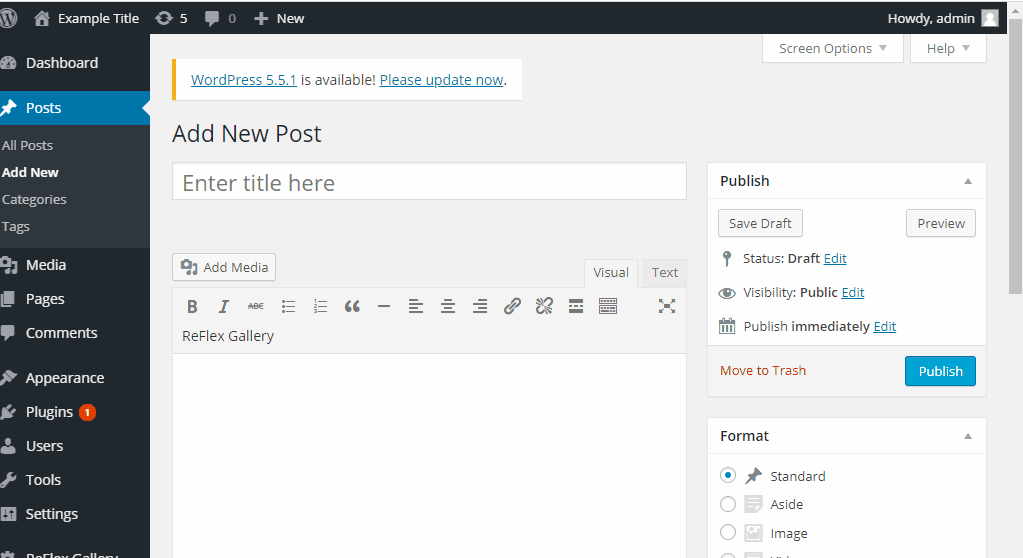 Example Title 5 0 New Howdy, admin
Screen Options Help
Dashboard
Posts
All Posts
Add New
Categories
Tags
Media
Pages
Comments
Appearance
Plugins 1
Users
Tools
Settings
ReFlex Gallery
WordPress 5.5.1 is available! Please update now.
Add New Post
Enter title here
Add Media
Visual Text
B I ABC
ReFlex Gallery
Publish
Save Draft Preview
Status: Draft Edit
Visibility: Public Edit
Publish immediately Edit
Move to Trash Publish
Format
Standard
Aside
Image